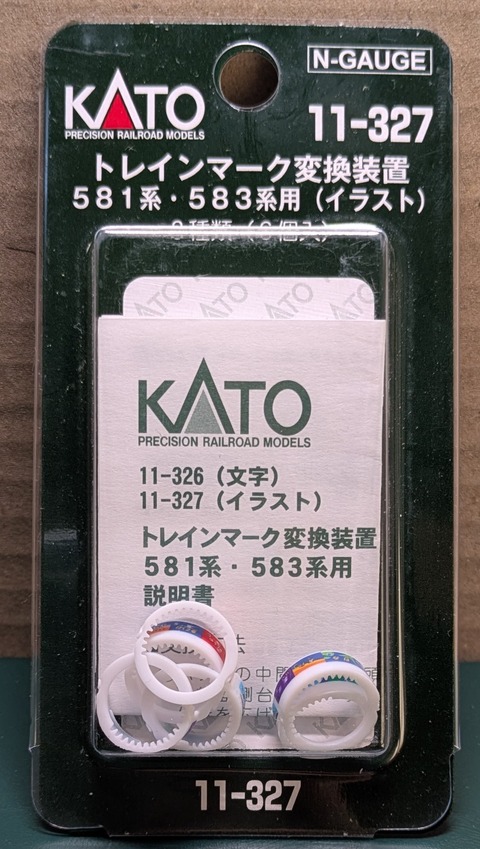 N-GAUGE
KATO
PRECISION RAILROAD MODELS
11-327
トレインマーク変換装置
581系・583系用（イラスト）
KATO
PRECISION RAILROAD MODELS
11-326（文字）
11-327（イラスト）
トレインマーク変換装置
581系・583系用
説明書
の中間
11-327